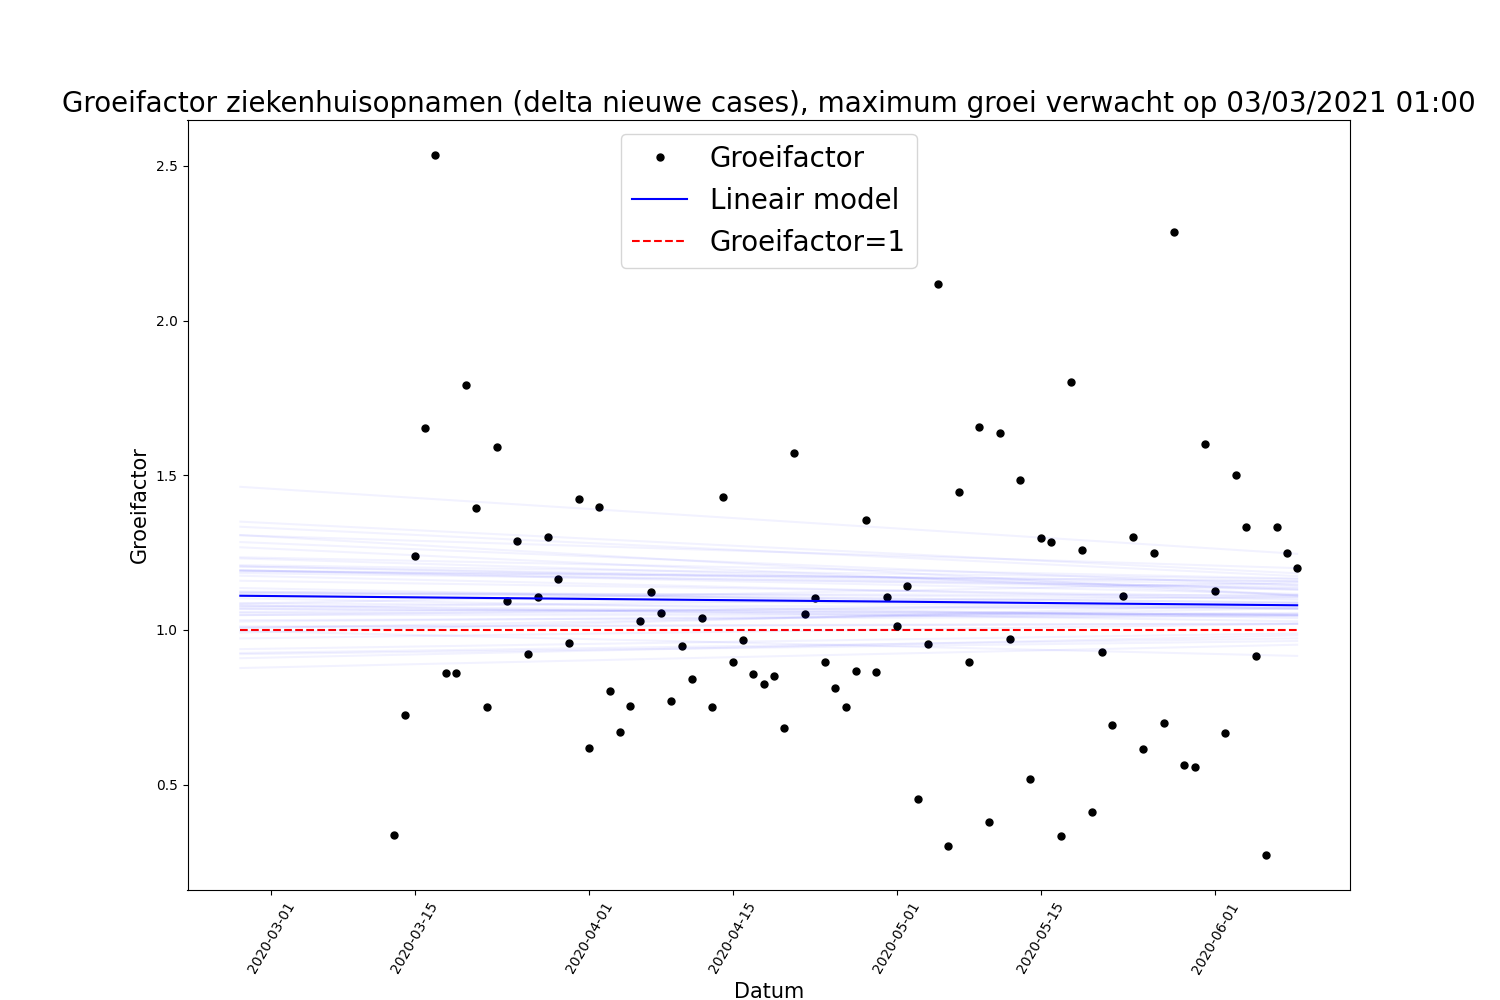 Groeifactor ziekenhuisopnamen (delta nieuwe cases), maximum groei verwacht op 03/03/2021 01:00
Groeifactor
Lineair model
Groeifactor=1
2.5
2.0
1.5
1.0
0.5
Groeifactor
2020-03-01
2020-03-15
2020-04-01
2020-04-15
2020-05-01
2020-05-15
2020-06-01
Datum